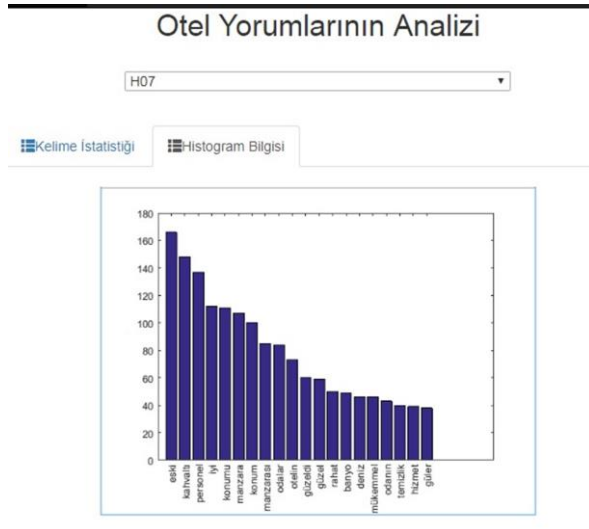 Otel Yorumlarının Analizi
H07
Kelime İstatistiği
Histogram Bilgisi
180
160
140
120
100
80
60
40
20
0
eski
kahvaltı
personel
iyi
konumu
manzara
konum
manzarası
odalar
otelin
güzeldi
güzel
rahat
banyo
deniz
mükemmel
odanın
temizlik
hizmet
güler